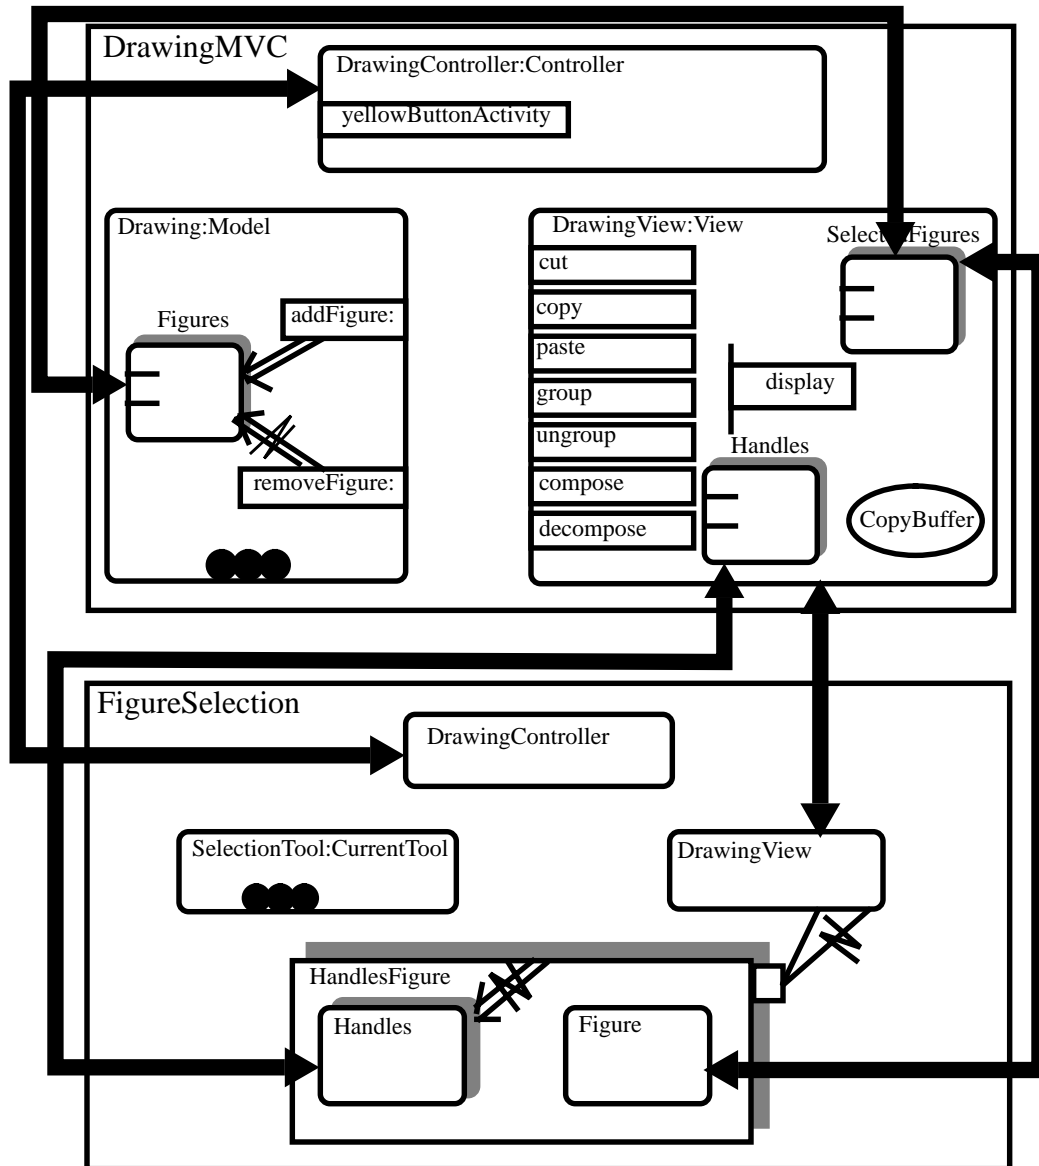 DrawingMVC
DrawingController:Controller
yellowButtonActivity
Drawing:Model
Figures
addFigure:
removeFigure:
DrawingView:View
SelectedFigures
cut
copy
paste
group
ungroup
compose
decompose
display
Handles
CopyBuffer
FigureSelection
DrawingController
SelectionTool:CurrentTool
DrawingView
HandlesFigure
Handles
Figure